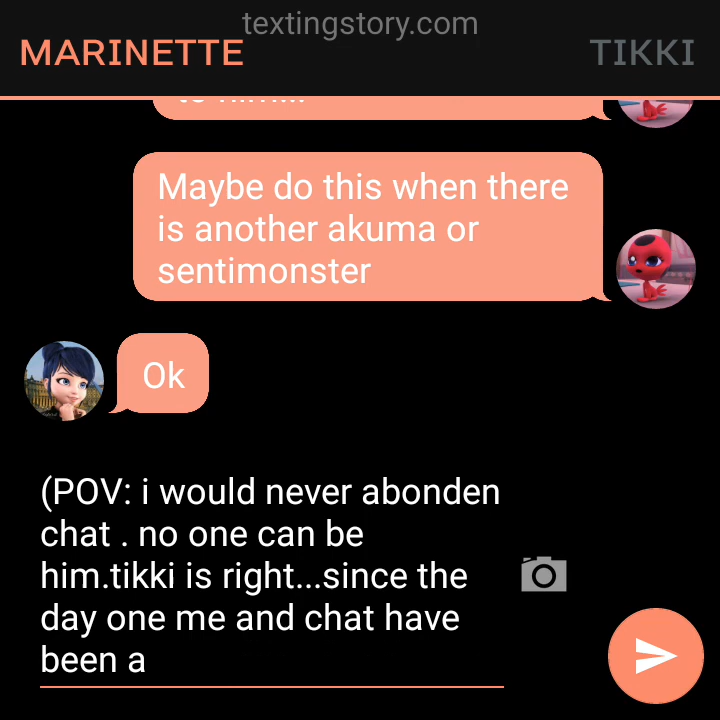 textingstory.com
MARINETTE
TIKKI
Maybe do this when there
is another akuma or
sentimonster
Ok
(POV: i would never abonden
chat . no one can be
him.tikki is right...since the
day one me and chat have
been a